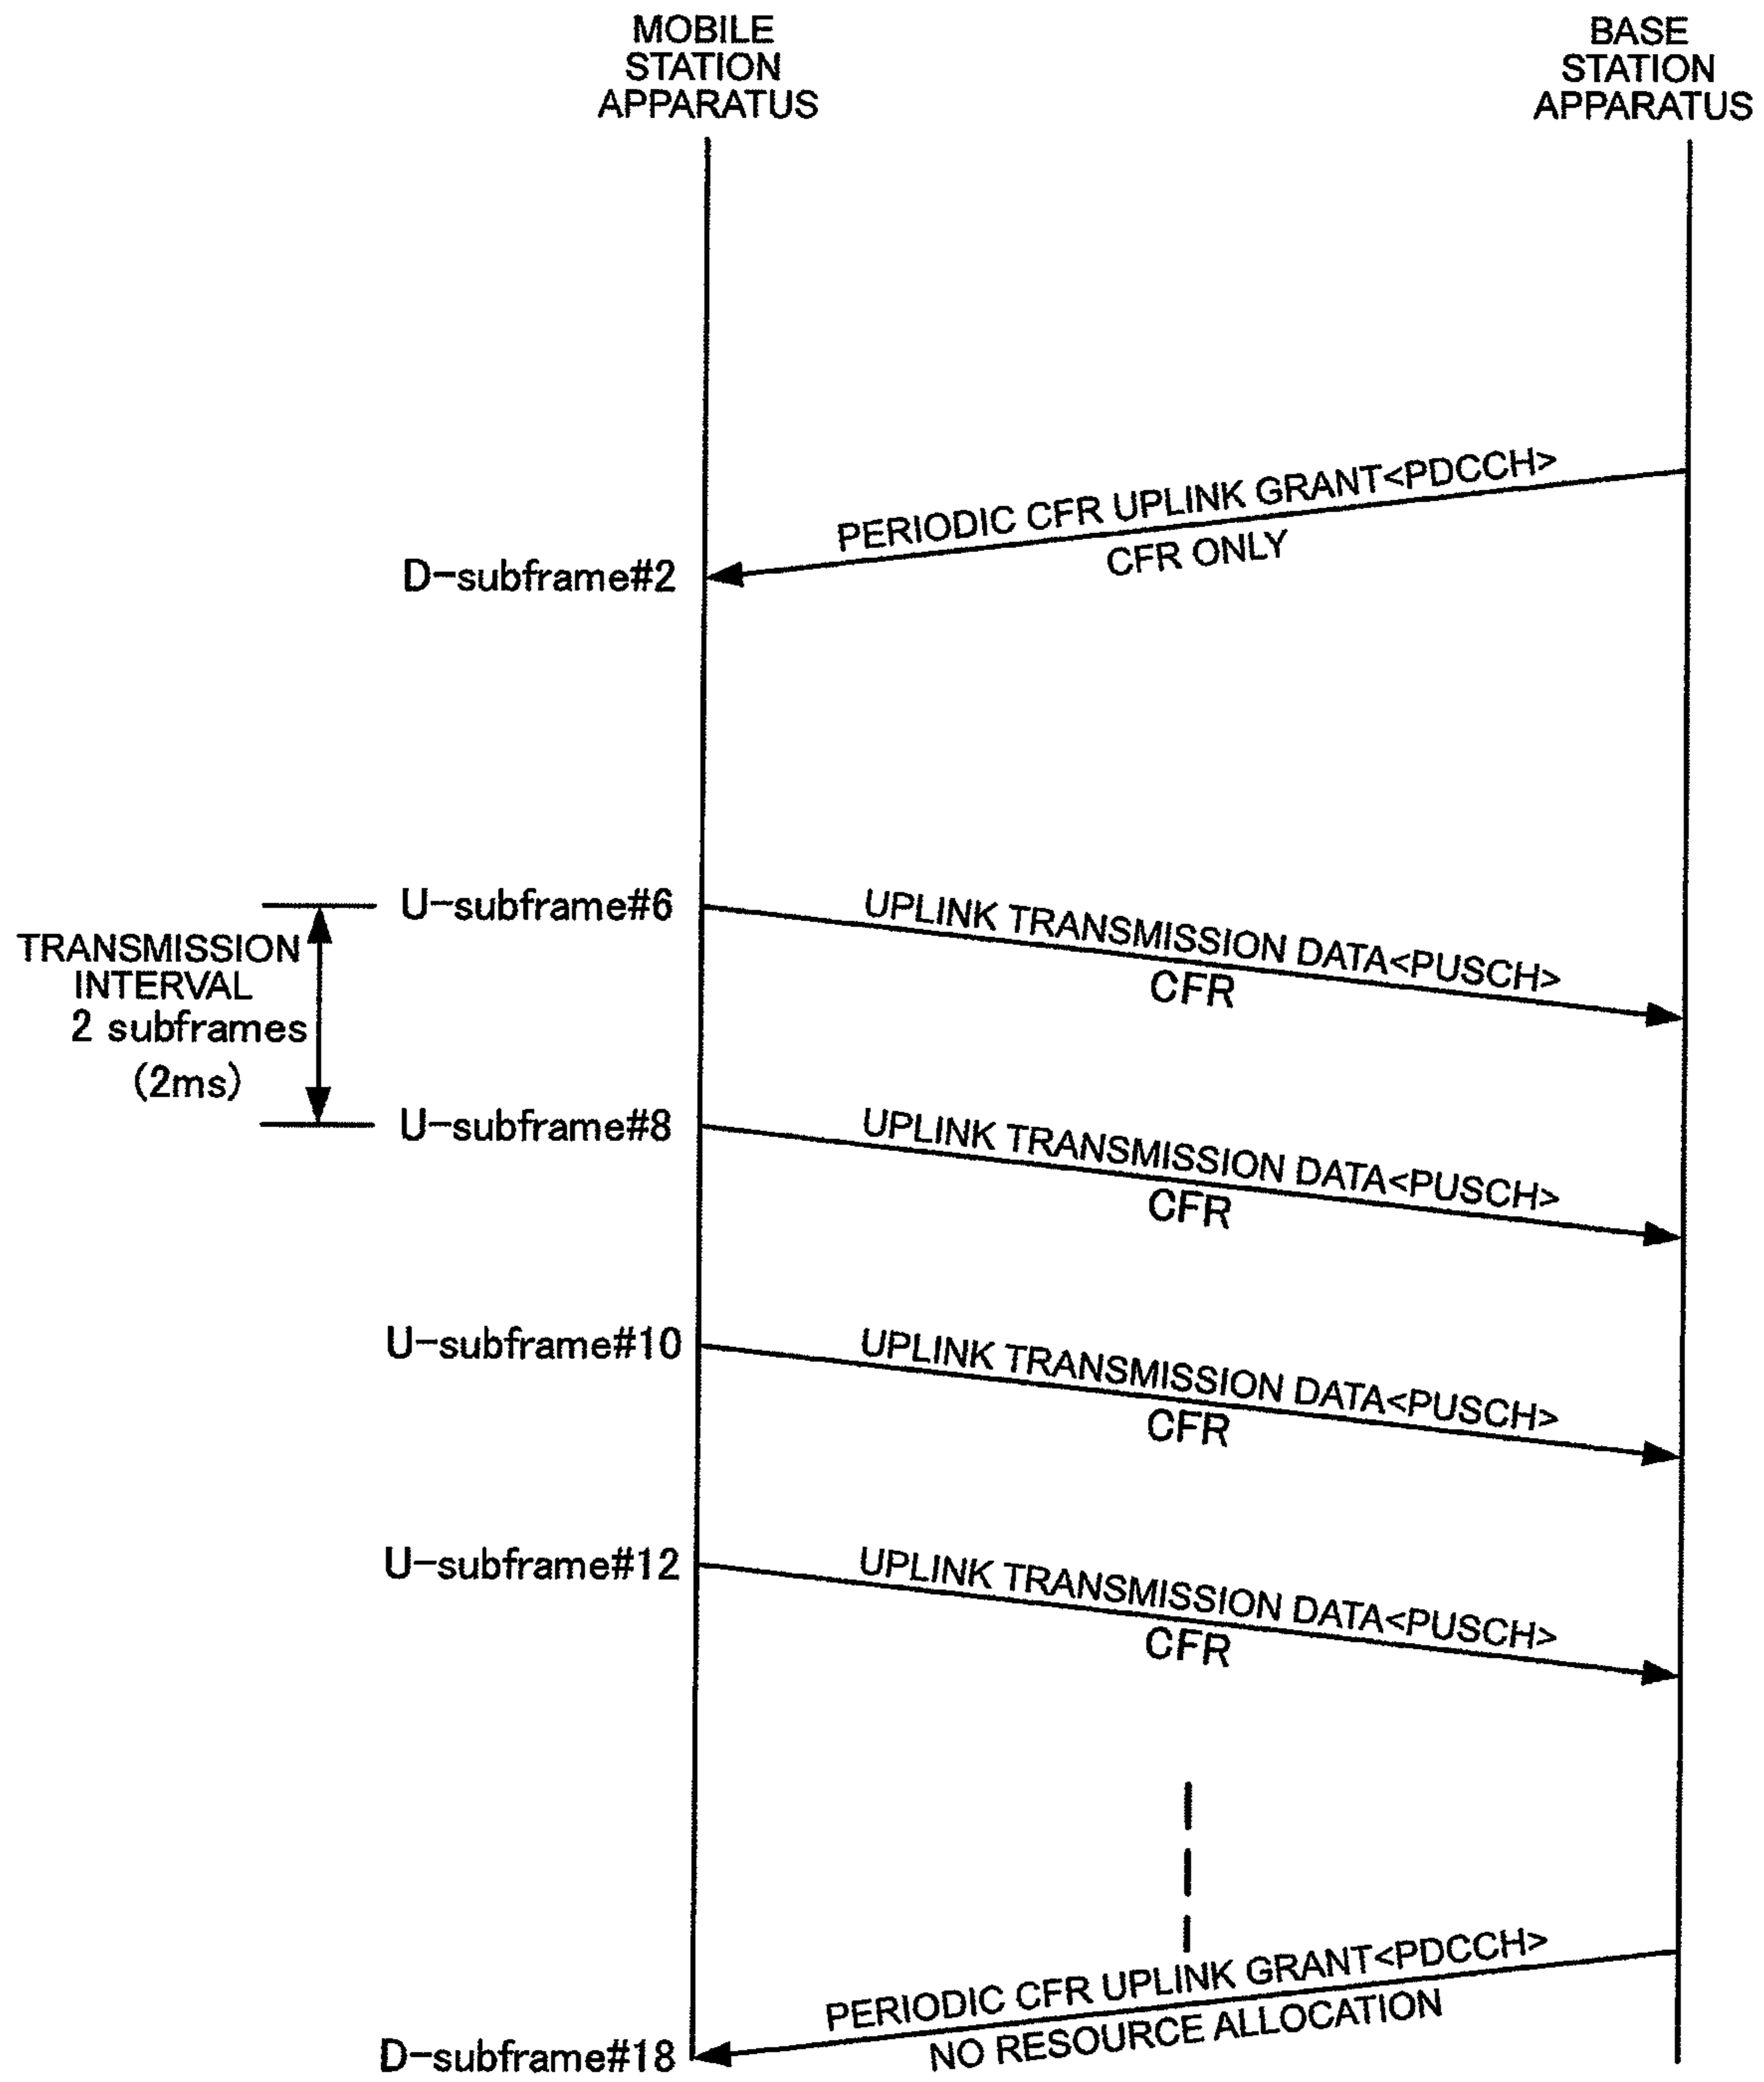 MOBILE
STATION
APPARATUS
BASE
STATION
APPARATUS
PERIODIC CFR UPLINK GRANT<PDCCH>
CFR ONLY
D-subframe#2
U-subframe#6
UPLINK TRANSMISSION DATA<PUSCH>
CFR
TRANSMISSION
INTERVAL
2 subframes
(2ms)
U-subframe#8
UPLINK TRANSMISSION DATA<PUSCH>
CFR
U-subframe#10
UPLINK TRANSMISSION DATA<PUSCH>
CFR
U-subframe#12
UPLINK TRANSMISSION DATA<PUSCH>
CFR
PERIODIC CFR UPLINK GRANT<PDCCH>
NO RESOURCE ALLOCATION
D-subframe#18